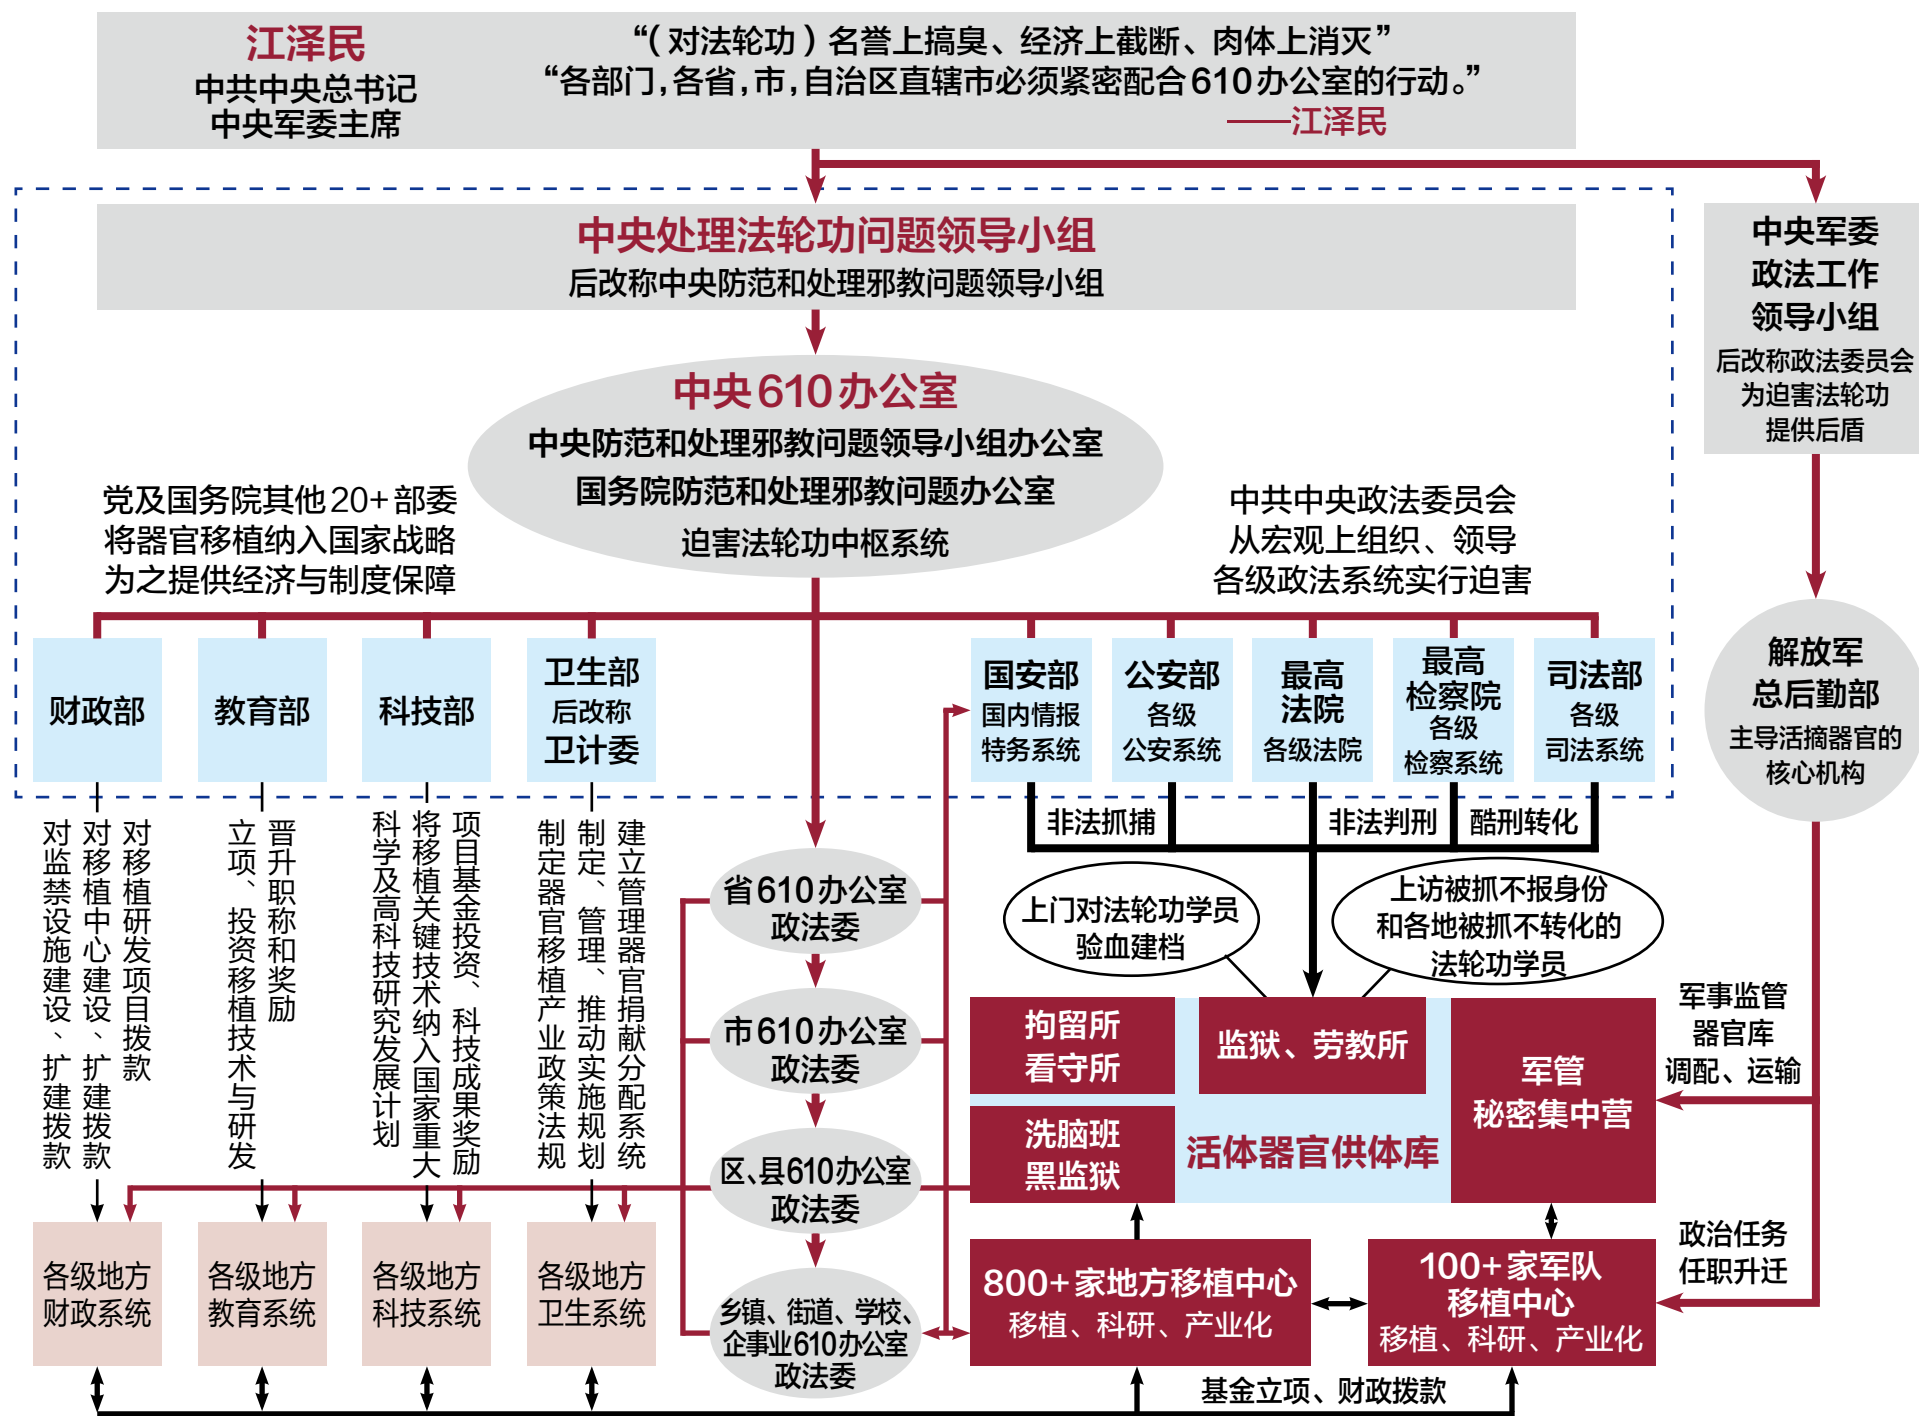 江泽民
中共中央总书记
中央军委主席
“（对法轮功）名誉上搞臭、经济上截断、肉体上消灭”
“各部门，各省，市，自治区直辖市必须紧密配合610办公室的行动。”
——江泽民
中央处理法轮功问题领导小组
后改称中央防范和处理邪教问题领导小组
中央军委
政法工作
领导小组
后改称政法委员会
为迫害法轮功
提供后盾
中央610办公室
中央防范和处理邪教问题领导小组办公室
国务院防范和处理邪教问题办公室
迫害法轮功中枢系统
党及国务院其他20+部委
将器官移植纳入国家战略
为之提供经济与制度保障
中共中央政法委员会
从宏观上组织、领导
各级政法系统实行迫害
财政部
教育部
科技部
卫生部
后改称
卫计委
国安部
国内情报
特务系统
公安部
各级
公安系统
最高
法院
各级法院
最高
检察院
各级
检察系统
司法部
各级
司法系统
解放军
总后勤部
主导活摘器官的
核心机构
对移植研发项目拨款
对移植中心建设、扩建拨款
对监禁设施建设、扩建拨款
晋升职称和奖励
立项、投资移植技术与研发
项目基金投资、科技成果奖励
将移植关键技术纳入国家重大
科学及高科技研究发展计划
建立管理器官捐献分配系统
制定、管理、推动实施规划
制定器官移植产业政策法规
非法抓捕
非法判刑
酷刑转化
省610办公室
政法委
市610办公室
政法委
区、县610办公室
政法委
乡镇、街道、学校、
企事业610办公室
政法委
上门对法轮功学员
验血建档
上访被抓不报身份
和各地被抓不转化的
法轮功学员
拘留所
看守所
监狱、劳教所
军管
秘密集中营
洗脑班
黑监狱
活体器官供体库
军事监管
器官库
调配、运输
政治任务
任职升迁
各级地方
财政系统
各级地方
教育系统
各级地方
科技系统
各级地方
卫生系统
800+家地方移植中心
移植、科研、产业化
100+家军队
移植中心
移植、科研、产业化
基金立项、财政拨款